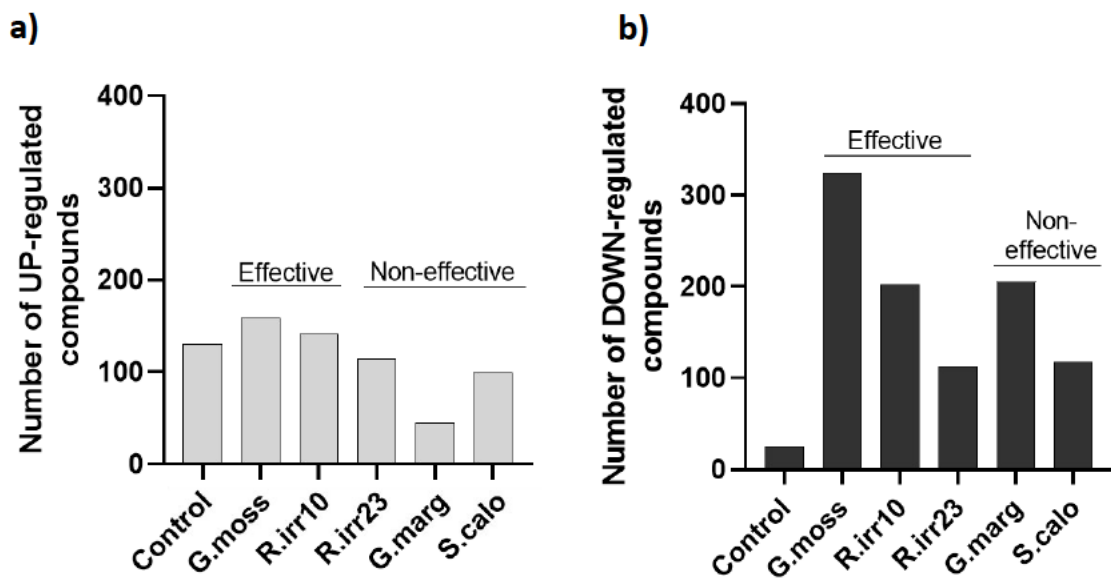 a)
Number of UP-regulated
compounds
400
300
200
100
0
Effective
Non-effective
Control
G.moss
R.irr10
R.irr23
G.marg
S.calo
b)
Number of DOWN-regulated
compounds
400
300
200
100
0
Effective
Non-
effective
Control
G.moss
R.irr10
R.irr23
G.marg
S.calo